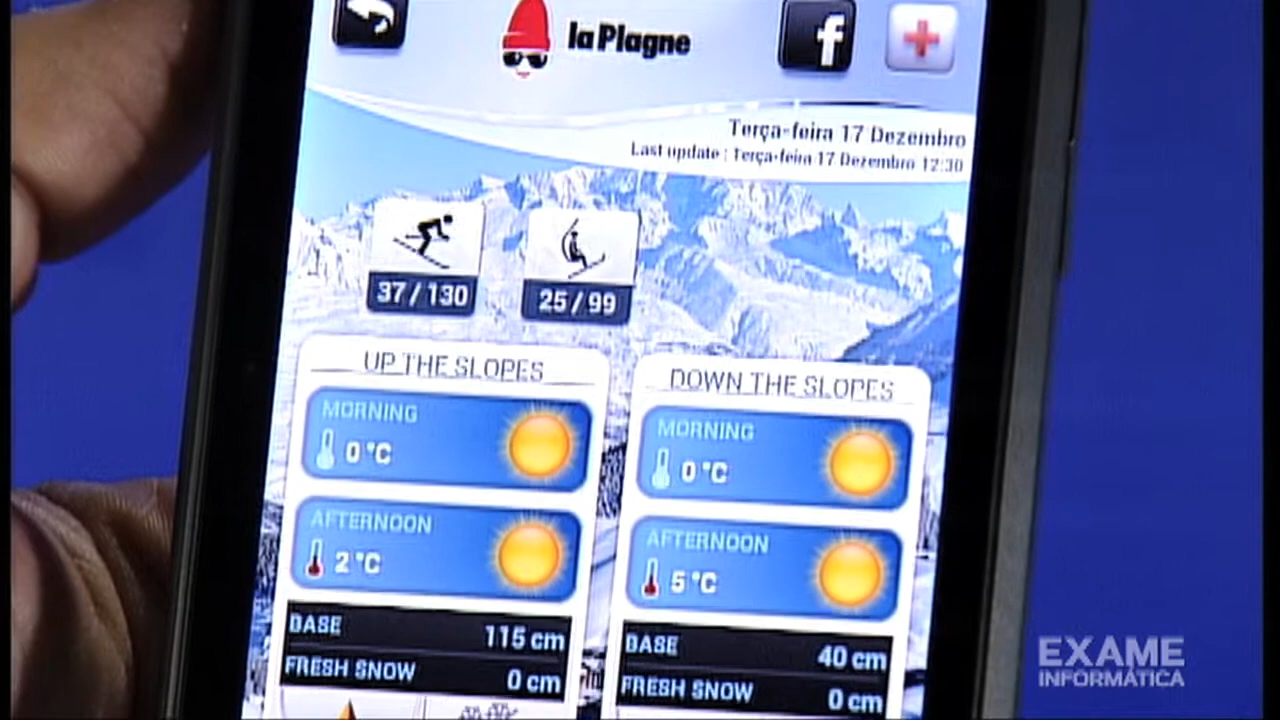 la Plagne
f
Terça-feira 17 Dezembro
Last update : Terça-feira 17 Dezembro 12:30
37 / 130
25 / 99
UP THE SLOPES
MORNING
0 °C
AFTERNOON
2 °C
BASE 115 cm
FRESH SNOW 0 cm
DOWN THE SLOPES
MORNING
0 °C
AFTERNOON
5 °C
BASE 40 cm
FRESH SNOW 0 cm
EXAME
INFORMÁTICA